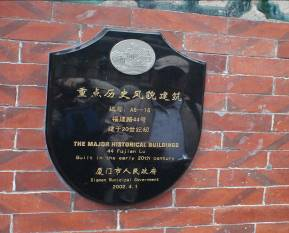 重点历史风貌建筑
编号: A8-16
福建路44号
建于20世纪初
THE MAJOR HISTORICAL BUILDINGS
44 Fujian Lu
Built in the early 20th century
厦门市人民政府
Xiamen Municipal Government
2002.4.1